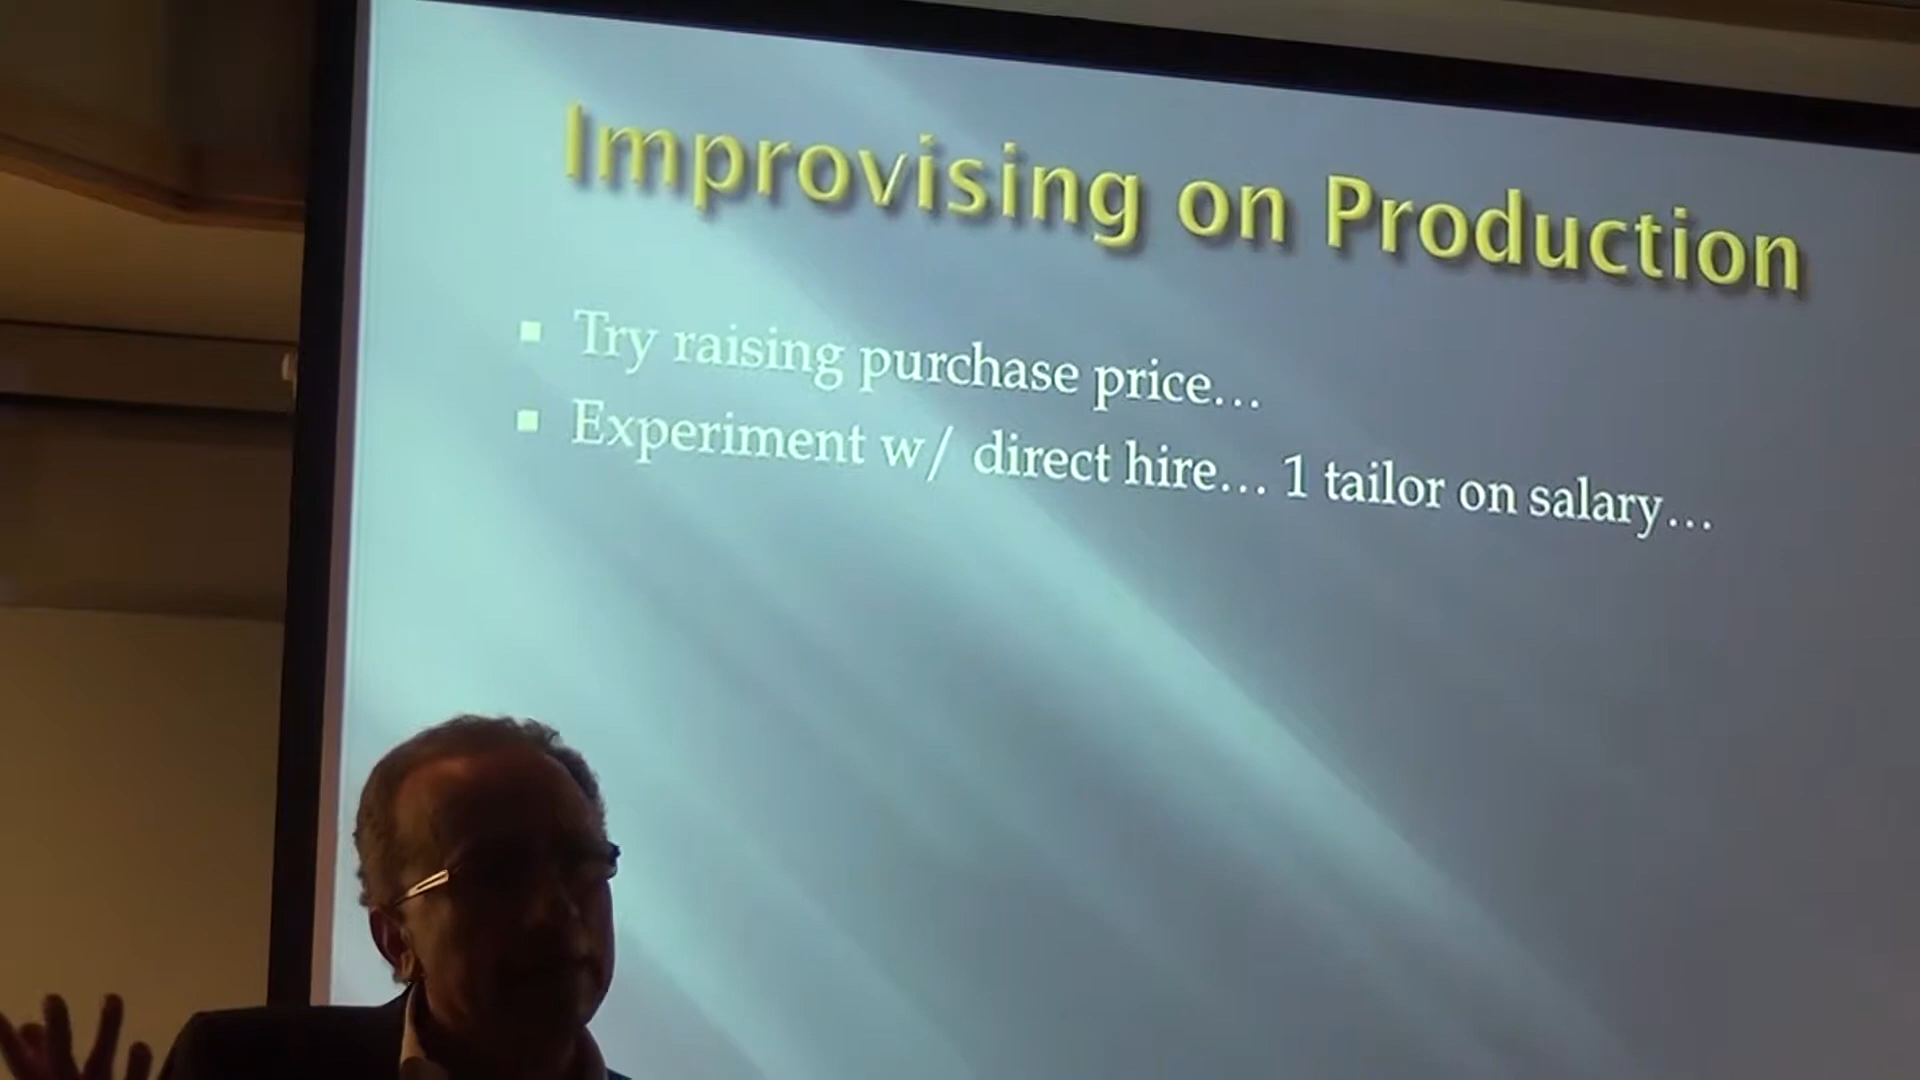 Improvising on Production
Try raising purchase price…
Experiment w/ direct hire… 1 tailor on salary…